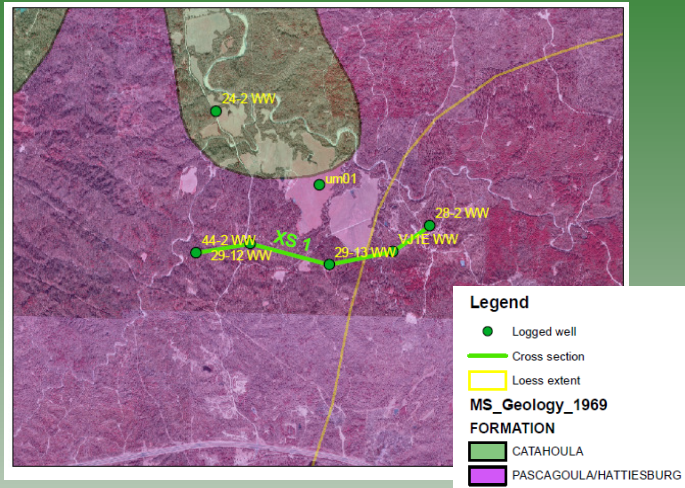 24-2 WW
um01
28-2 WW
44-2 WW
XS 1
VJ1E WW
29-12 WW
29-13 WW
Legend
Logged well
Cross section
Loess extent
MS_Geology_1969
FORMATION
CATAHOULA
PASCAGOULA/HATTIESBURG